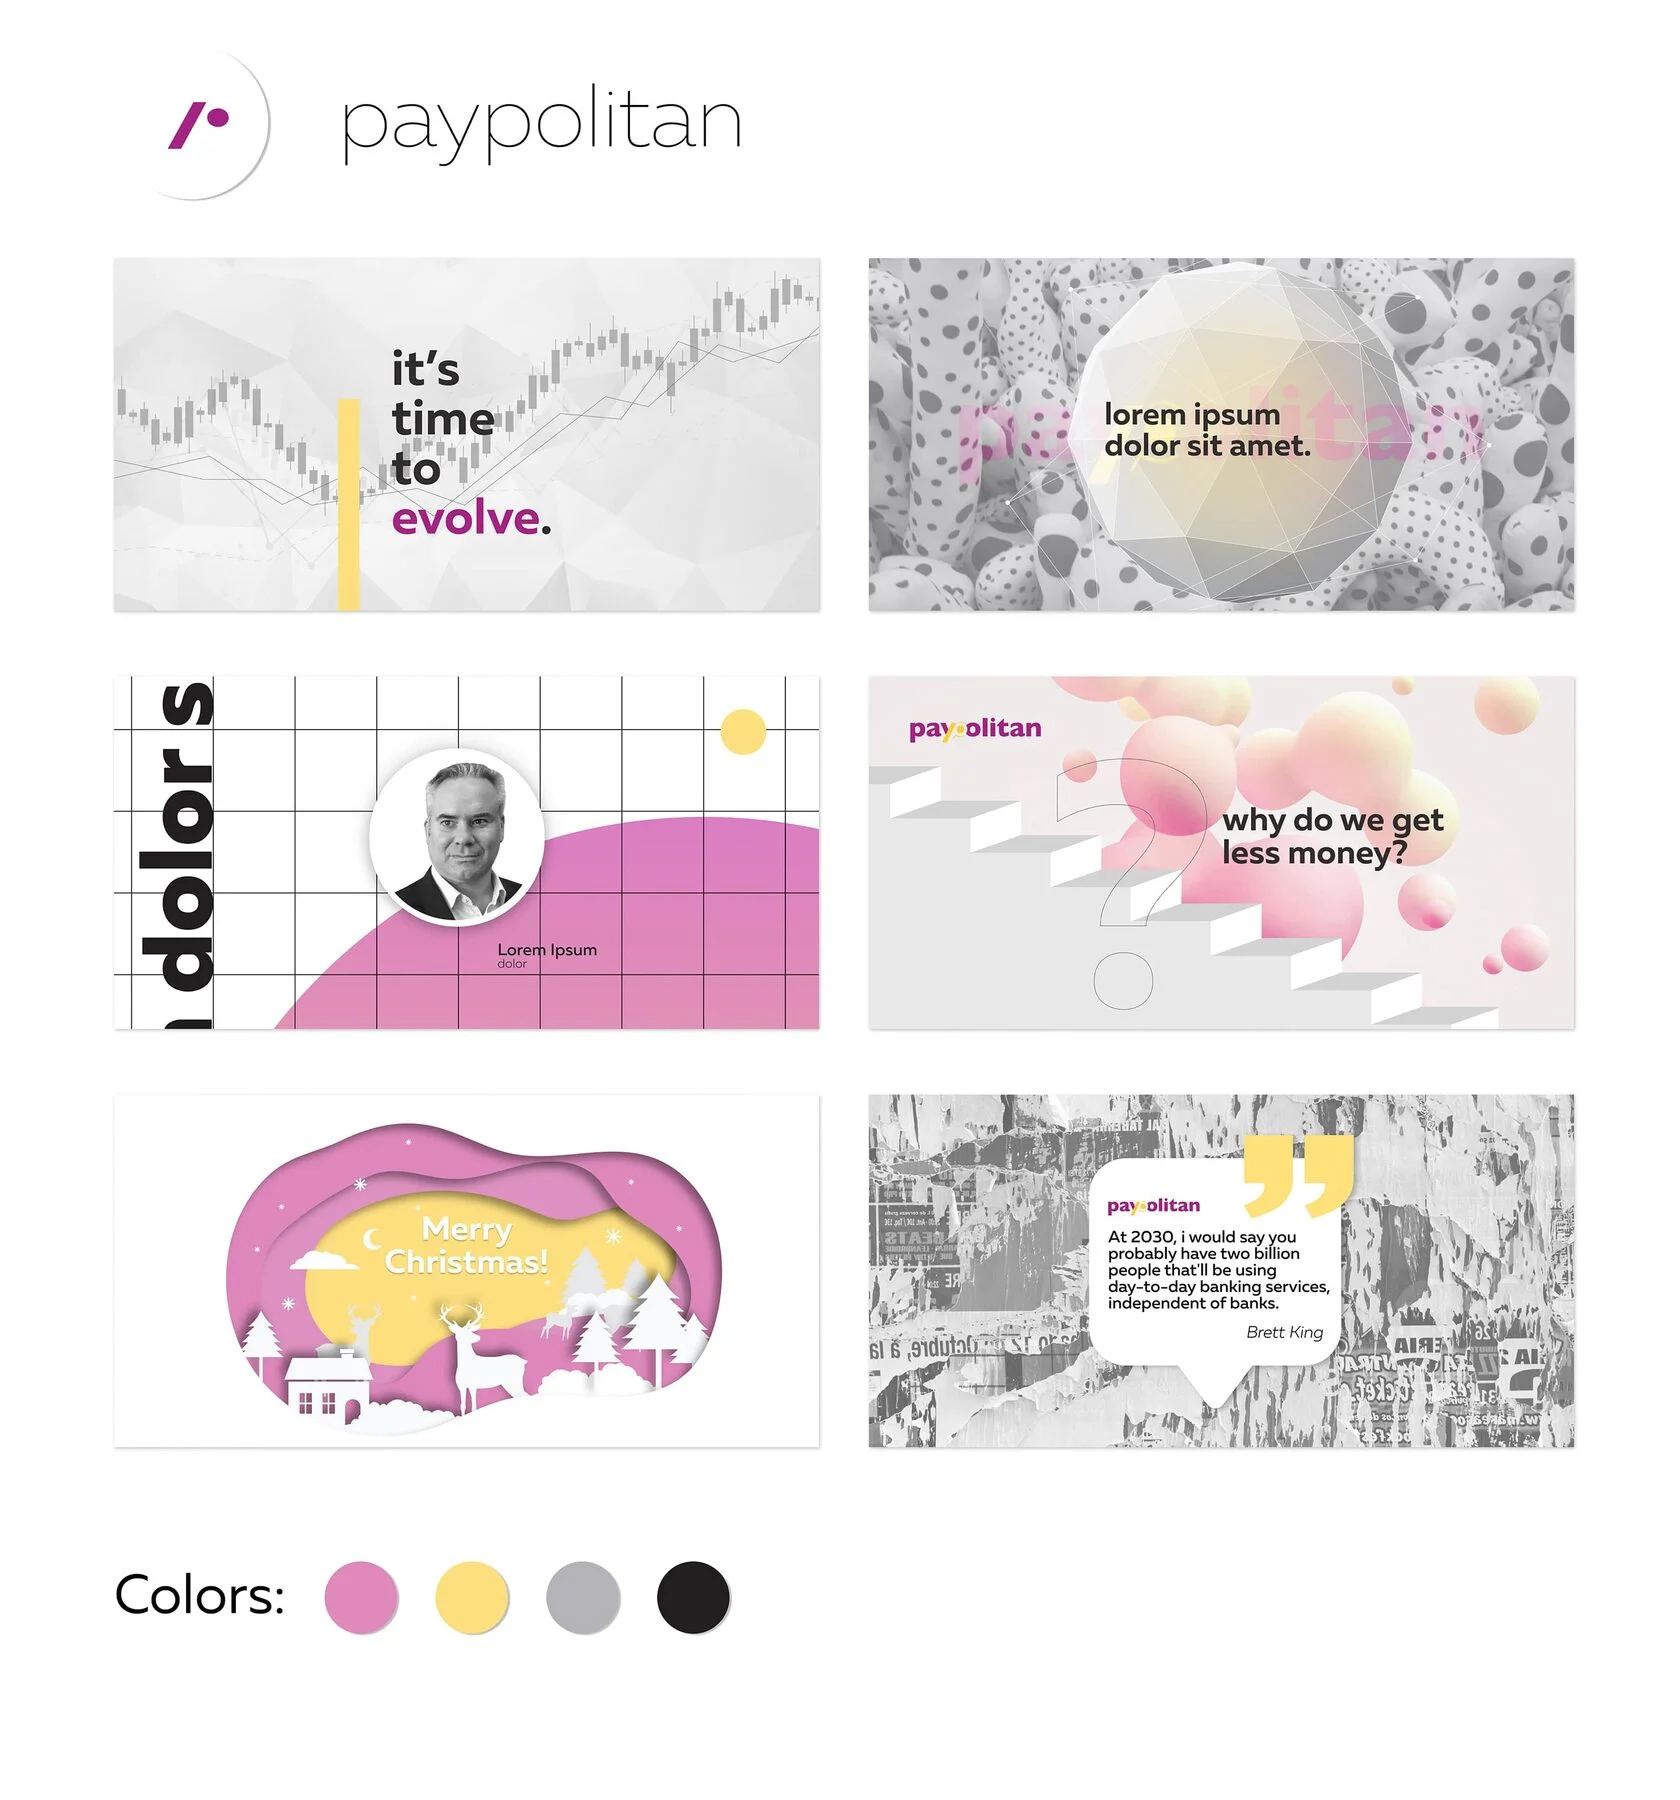 paypolitan
it's
time
to
evolve.
paypolitan
lorem ipsum
dolor sit amet.
dolor s
Lorem Ipsum
dolor
paypolitan
why do we get
less money?
?
Merry
Christmas!
paypolitan
At 2030, i would say you
probably have two billion
people that'll be using
day-to-day banking services,
independent of banks.
Brett King
Colors: